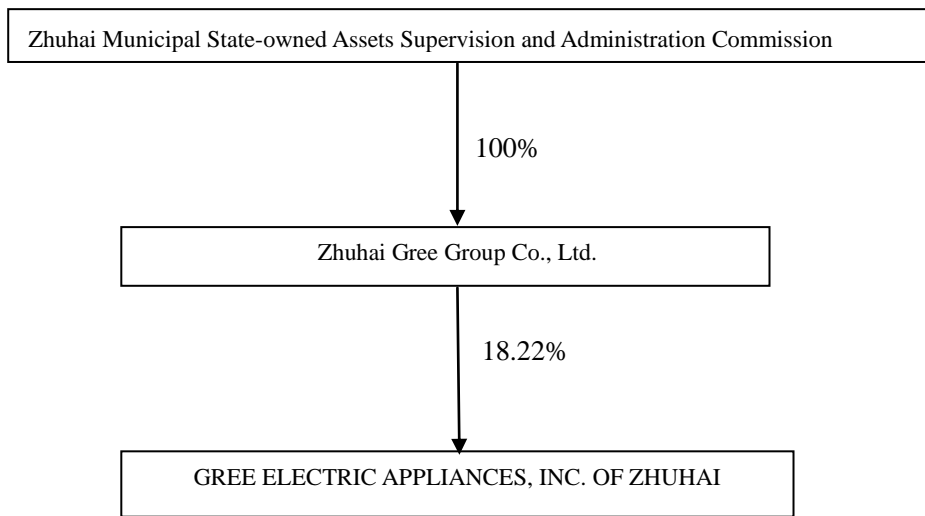 Zhuhai Municipal State-owned Assets Supervision and Administration Commission
100%
Zhuhai Gree Group Co., Ltd.
18.22%
GREE ELECTRIC APPLIANCES, INC. OF ZHUHAI